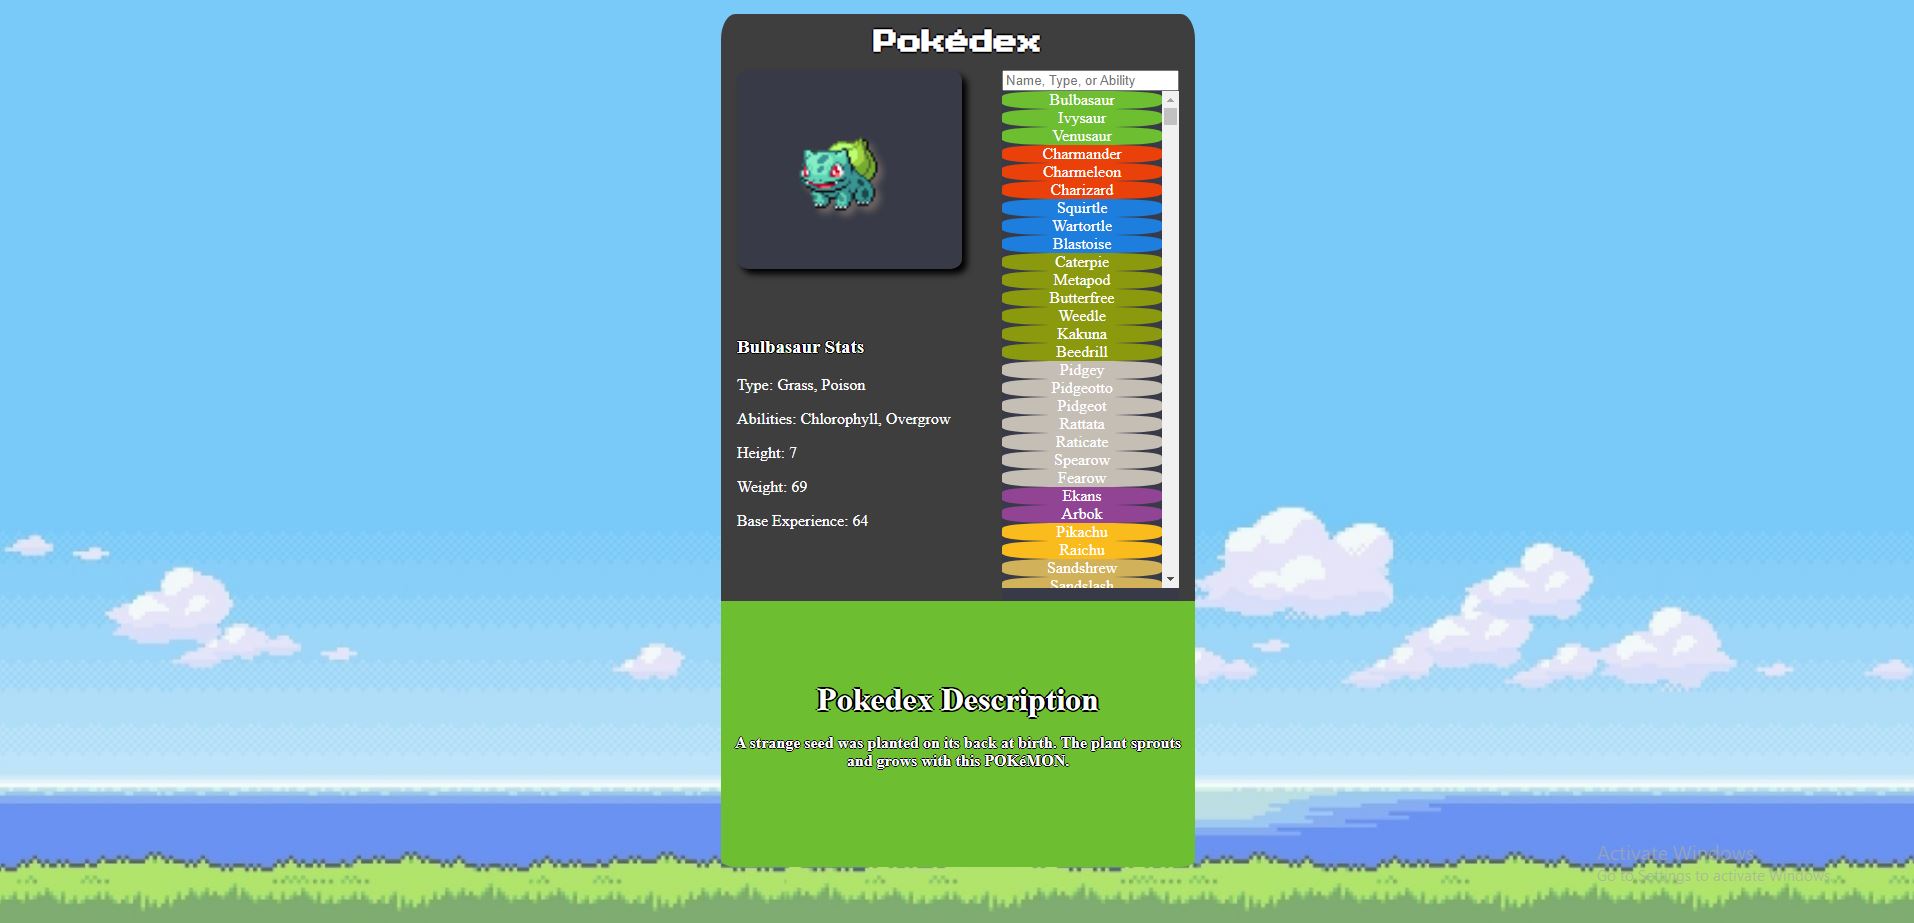 Pokédex
Name, Type, or Ability
Bulbasaur
Ivysaur
Venusaur
Charmander
Charmeleon
Charizard
Squirtle
Wartortle
Blastoise
Caterpie
Metapod
Butterfree
Weedle
Kakuna
Beedrill
Pidgey
Pidgeotto
Pidgeot
Rattata
Raticate
Spearow
Fearow
Ekans
Arbok
Pikachu
Raichu
Sandshrew
Sandslash
Bulbasaur Stats
Type: Grass, Poison
Abilities: Chlorophyll, Overgrow
Height: 7
Weight: 69
Base Experience: 64
Pokedex Description
A strange seed was planted on its back at birth. The plant sprouts
and grows with this POKéMON.
Activate Windows
Go to Settings to activate Windows.